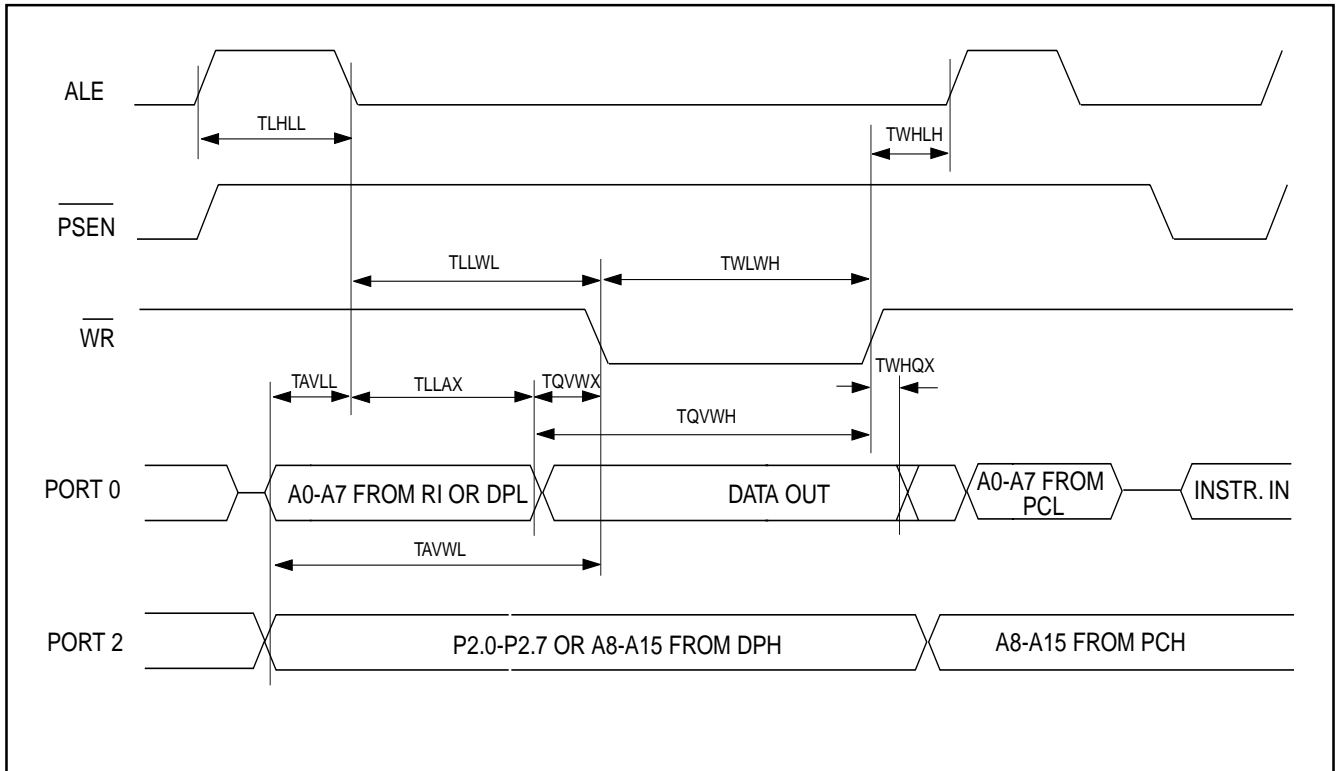 ALE
TLHLL
TWHLH
PSEN
TLLWL
TWLWH
WR
TWHQX
TAVLL
TLLAX
TQVWX
TQVWH
PORT 0
A0-A7 FROM RI OR DPL
DATA OUT
A0-A7 FROM
PCL
INSTR. IN
TAVWL
PORT 2
P2.0-P2.7 OR A8-A15 FROM DPH
A8-A15 FROM PCH